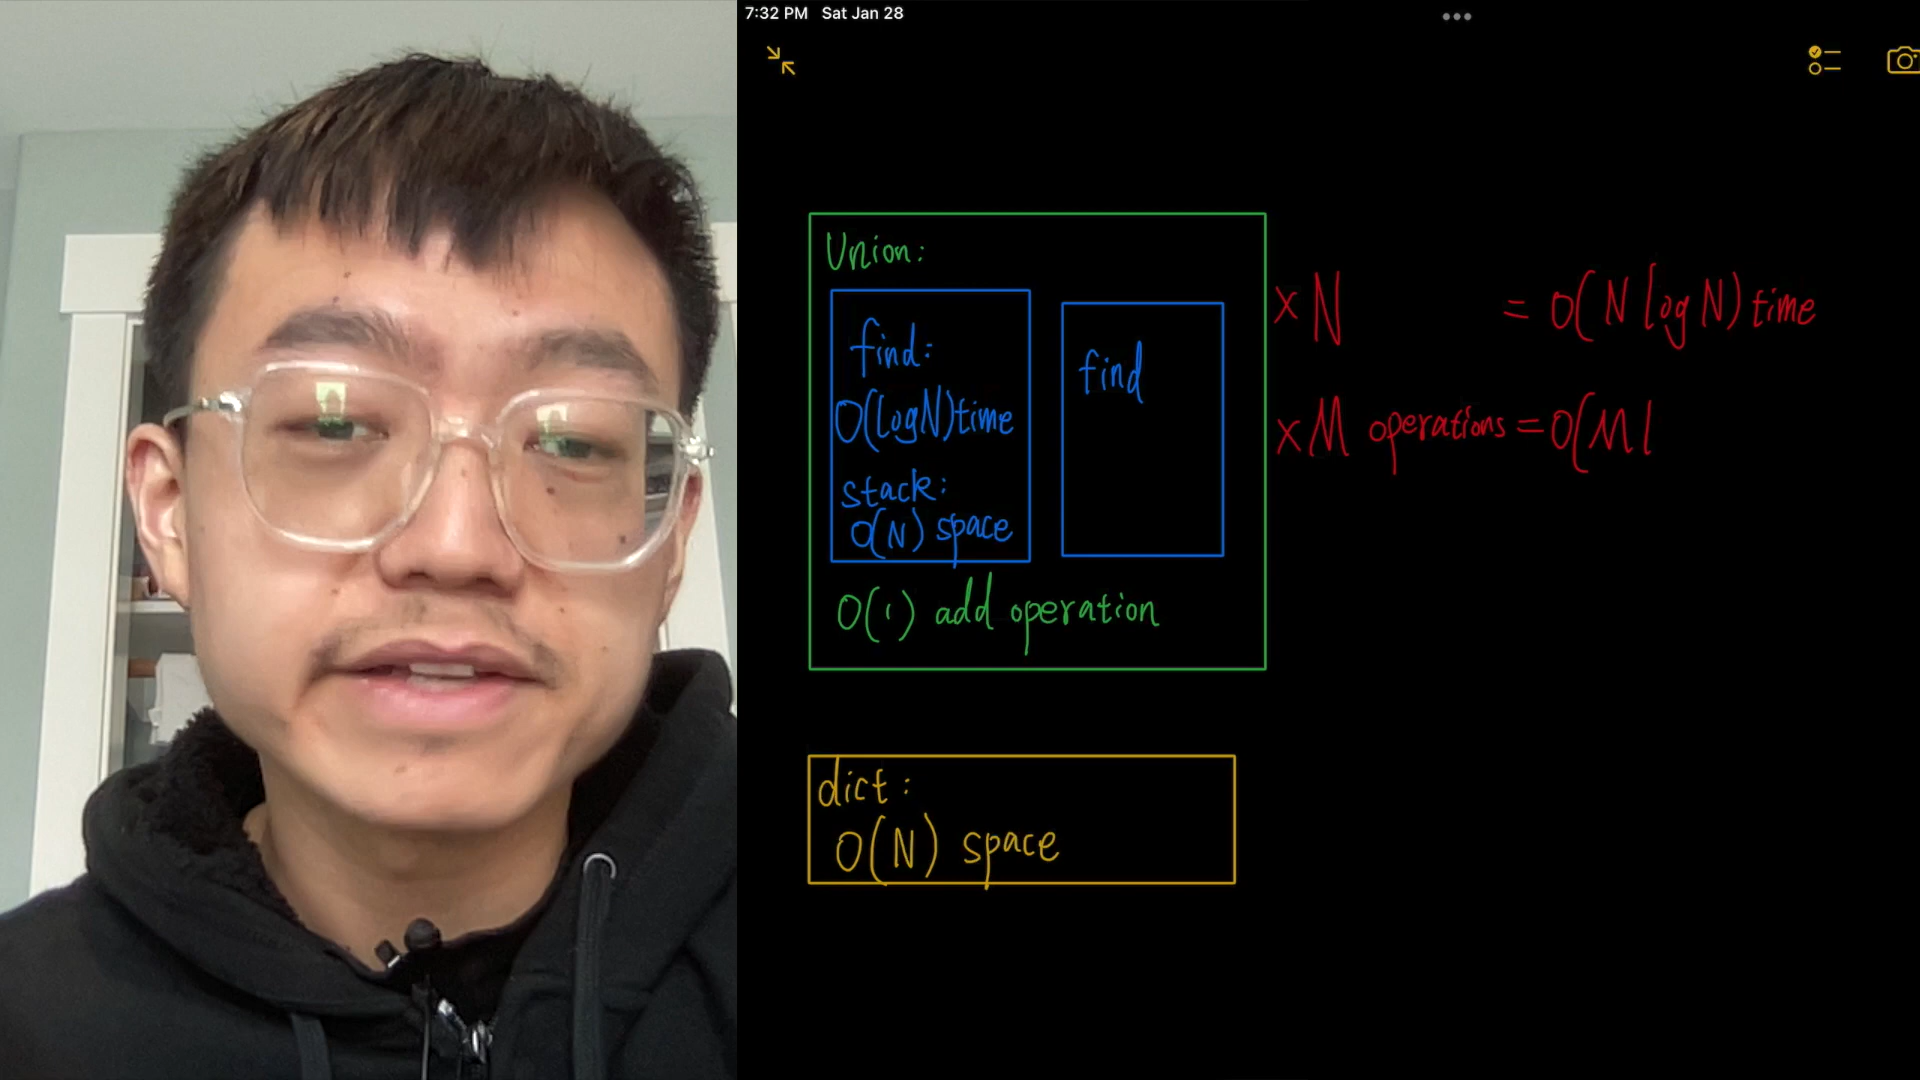 7:32 PM Sat Jan 28
Union:
find:
O(logN)time
stack:
O(N) space
find
O(1) add operation
x N = O(N log N) time
x M operations = O(M l
dict:
O(N) space